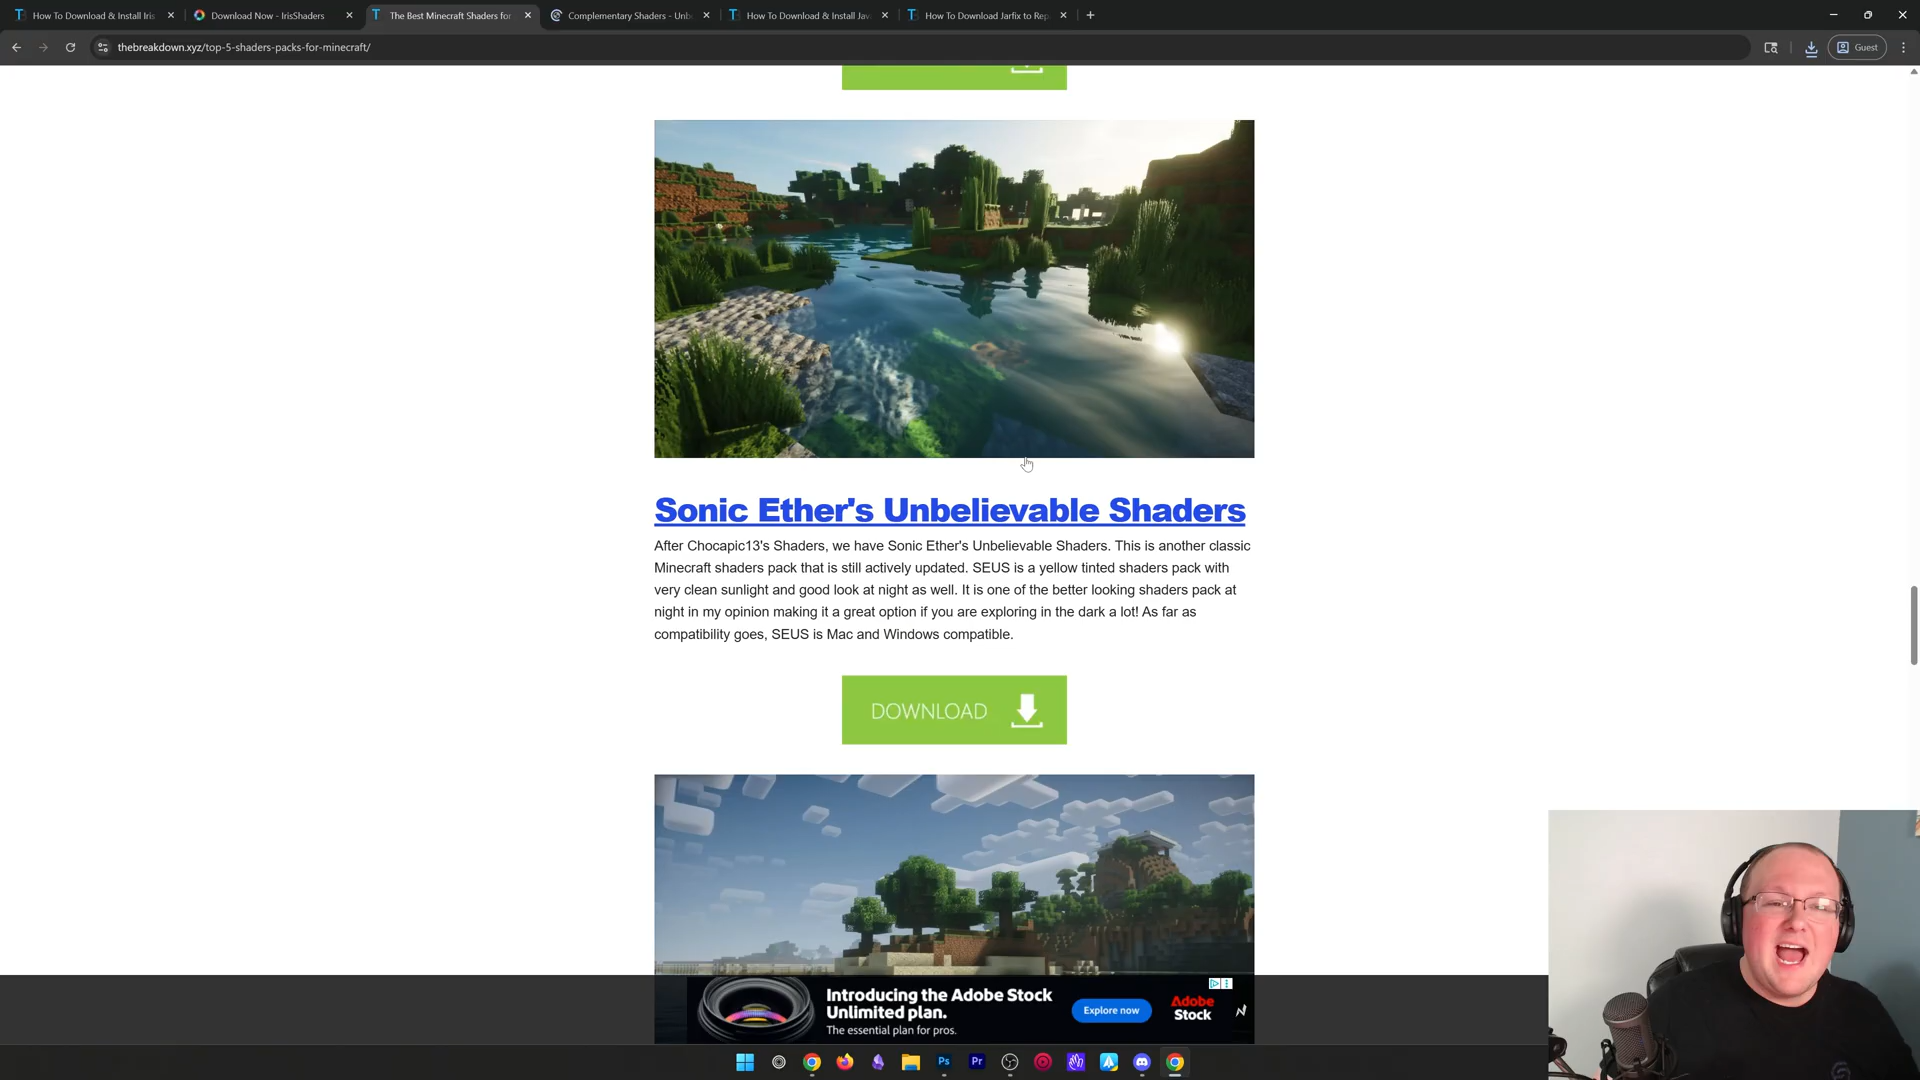 How To Download & Install Iris
Download Now - IrisShaders
The Best Minecraft Shaders for
Complementary Shaders - Unb
How To Download & Install Jav
How To Download Jarfix to Rep
thebreakdown.xyz/top-5-shaders-packs-for-minecraft/
Guest
Sonic Ether's Unbelievable Shaders
After Chocapic13's Shaders, we have Sonic Ether's Unbelievable Shaders. This is another classic
Minecraft shaders pack that is still actively updated. SEUS is a yellow tinted shaders pack with
very clean sunlight and good look at night as well. It is one of the better looking shaders pack at
night in my opinion making it a great option if you are exploring in the dark a lot! As far as
compatibility goes, SEUS is Mac and Windows compatible.
DOWNLOAD
Introducing the Adobe Stock
Unlimited plan.
The essential plan for pros.
Explore now
Adobe
Stock
Ps
Pr